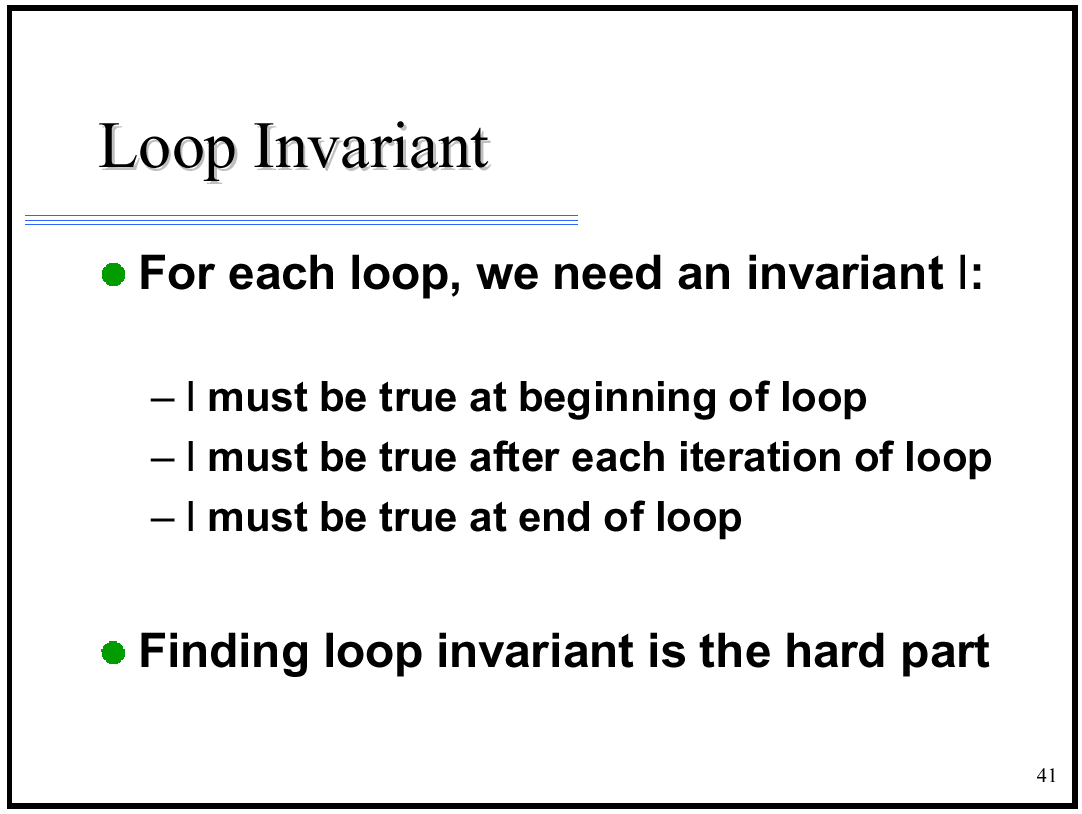 Loop Invariant
For each loop, we need an invariant I:
– I must be true at beginning of loop
– I must be true after each iteration of loop
– I must be true at end of loop
Finding loop invariant is the hard part
41